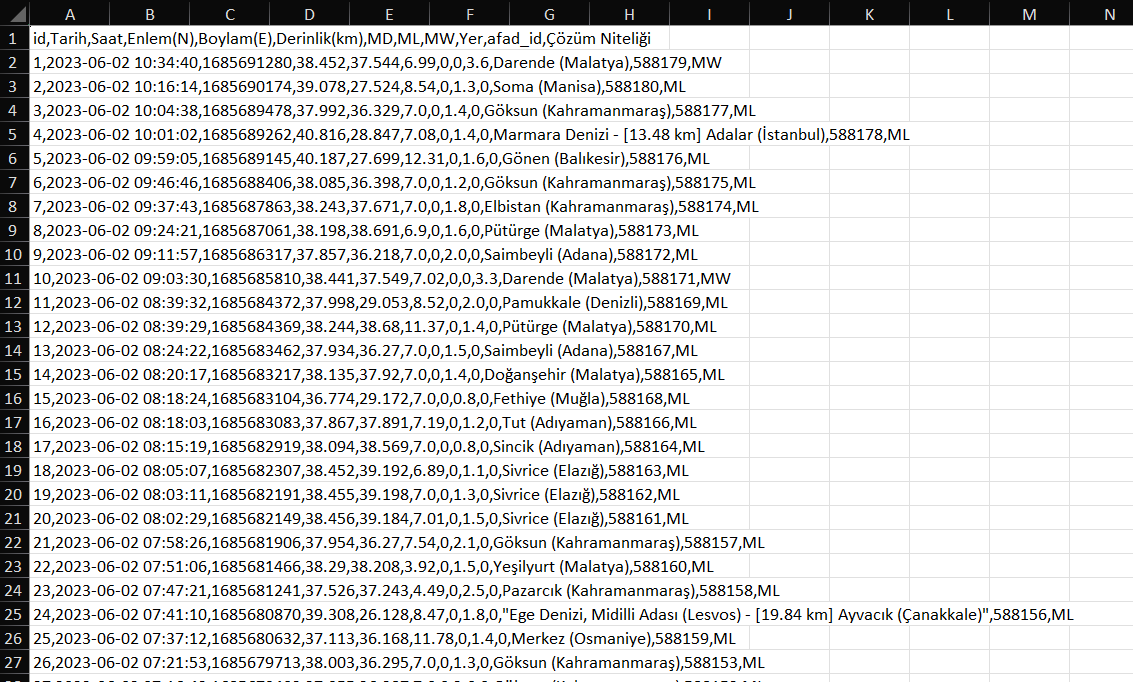 A B C D E F G H I J K L M N
1 id,Tarih,Saat,Enlem(N),Boylam(E),Derinlik(km),MD,ML,MW,Yer,afad_id,Çözüm Niteliği
2 1,2023-06-02 10:34:40,1685691280,38.452,37.544,6.99,0,0,3.6,Darende (Malatya),588179,MW
3 2,2023-06-02 10:16:14,1685690174,39.078,27.524,8.54,0,1.3,0,Soma (Manisa),588180,ML
4 3,2023-06-02 10:04:38,1685689478,37.992,36.329,7.0,0,1.4,0,Göksun (Kahramanmaraş),588177,ML
5 4,2023-06-02 10:01:02,1685689262,40.816,28.847,7.08,0,1.4,0,Marmara Denizi - [13.48 km] Adalar (İstanbul),588178,ML
6 5,2023-06-02 09:59:05,1685689145,40.187,27.699,12.31,0,1.6,0,Gönen (Balıkesir),588176,ML
7 6,2023-06-02 09:46:46,1685688406,38.085,36.398,7.0,0,1.2,0,Göksun (Kahramanmaraş),588175,ML
8 7,2023-06-02 09:37:43,1685687863,38.243,37.671,7.0,0,1.8,0,Elbistan (Kahramanmaraş),588174,ML
9 8,2023-06-02 09:24:21,1685687061,38.198,38.691,6.9,0,1.6,0,Pütürge (Malatya),588173,ML
10 9,2023-06-02 09:11:57,1685686317,37.857,36.218,7.0,0,2.0,0,Saimbeyli (Adana),588172,ML
11 10,2023-06-02 09:03:30,1685685810,38.441,37.549,7.02,0,0,3.3,Darende (Malatya),588171,MW
12 11,2023-06-02 08:39:32,1685684372,37.998,29.053,8.52,0,2.0,0,Pamukkale (Denizli),588169,ML
13 12,2023-06-02 08:39:29,1685684369,38.244,38.68,11.37,0,1.4,0,Pütürge (Malatya),588170,ML
14 13,2023-06-02 08:24:22,1685683462,37.934,36.27,7.0,0,1.5,0,Saimbeyli (Adana),588167,ML
15 14,2023-06-02 08:20:17,1685683217,38.135,37.92,7.0,0,1.4,0,Doğanşehir (Malatya),588165,ML
16 15,2023-06-02 08:18:24,1685683104,36.774,29.172,7.0,0,0.8,0,Fethiye (Muğla),588168,ML
17 16,2023-06-02 08:18:03,1685683083,37.867,37.891,7.19,0,1.2,0,Tut (Adıyaman),588166,ML
18 17,2023-06-02 08:15:19,1685682919,38.094,38.569,7.0,0,0.8,0,Sincik (Adıyaman),588164,ML
19 18,2023-06-02 08:05:07,1685682307,38.452,39.192,6.89,0,1.1,0,Sivrice (Elazığ),588163,ML
20 19,2023-06-02 08:03:11,1685682191,38.455,39.198,7.0,0,1.3,0,Sivrice (Elazığ),588162,ML
21 20,2023-06-02 08:02:29,1685682149,38.456,39.184,7.01,0,1.5,0,Sivrice (Elazığ),588161,ML
22 21,2023-06-02 07:58:26,1685681906,37.954,36.27,7.54,0,2.1,0,Göksun (Kahramanmaraş),588157,ML
23 22,2023-06-02 07:51:06,1685681466,38.29,38.208,3.92,0,1.5,0,Yeşilyurt (Malatya),588160,ML
24 23,2023-06-02 07:47:21,1685681241,37.526,37.243,4.49,0,2.5,0,Pazarcık (Kahramanmaraş),588158,ML
25 24,2023-06-02 07:41:10,1685680870,39.308,26.128,8.47,0,1.8,0,"Ege Denizi, Midilli Adası (Lesvos) - [19.84 km] Ayvacık (Çanakkale)",588156,ML
26 25,2023-06-02 07:37:12,1685680632,37.113,36.168,11.78,0,1.4,0,Merkez (Osmaniye),588159,ML
27 26,2023-06-02 07:21:53,1685679713,38.003,36.295,7.0,0,1.3,0,Göksun (Kahramanmaraş),588153,ML